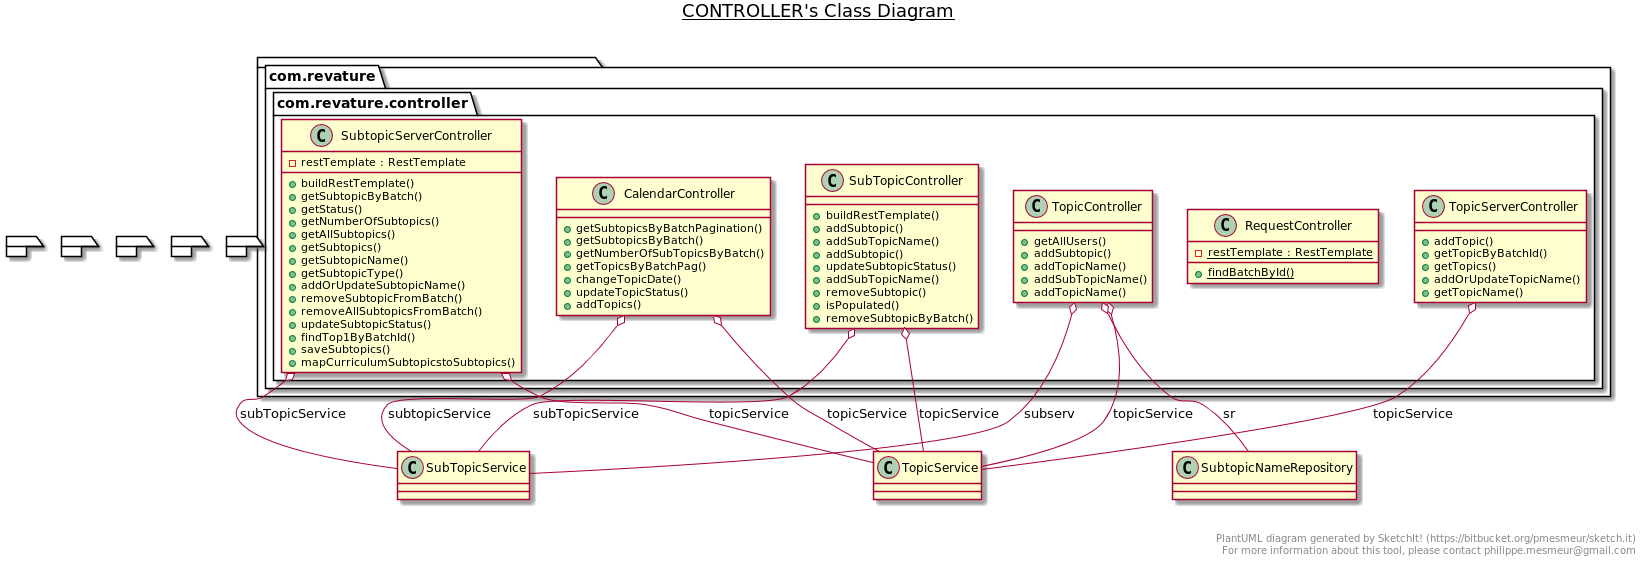 CONTROLLER's Class Diagram
com.revature
com.revature.controller
C SubtopicServerController
restTemplate : RestTemplate
buildRestTemplate()
getSubtopicByBatch()
getStatus()
getNumberOfSubtopics()
getAllSubtopics()
getSubtopics()
getSubtopicName()
getSubtopicType()
addOrUpdateSubtopicName()
removeSubtopicFromBatch()
removeAllSubtopicsFromBatch()
updateSubtopicStatus()
findTop1ByBatchId()
saveSubtopics()
mapCurriculumSubtopicstoSubtopics()
C CalendarController
getSubtopicsByBatchPagination()
getSubtopicsByBatch()
getNumberOfSubTopicsByBatch()
getTopicsByBatchPag()
changeTopicDate()
updateTopicStatus()
addTopics()
C SubTopicController
buildRestTemplate()
addSubtopic()
addSubTopicName()
addSubtopic()
updateSubtopicStatus()
addSubTopicName()
removeSubtopic()
isPopulated()
removeSubtopicByBatch()
C TopicController
getAllUsers()
addSubtopic()
addTopicName()
addSubTopicName()
addTopicName()
C RequestController
restTemplate : RestTemplate
findBatchById()
C TopicServerController
addTopic()
getTopicByBatchId()
getTopics()
addOrUpdateTopicName()
getTopicName()
subTopicService
subtopicService
subTopicService
topicService
topicService
topicService
subserv
topicService
sr
topicService
C SubTopicService
C TopicService
C SubtopicNameRepository
PlantUML diagram generated by SketchIt! (https://bitbucket.org/pmesmeur/sketch.it)
For more information about this tool, please contact philippe.mesmeur@gmail.com